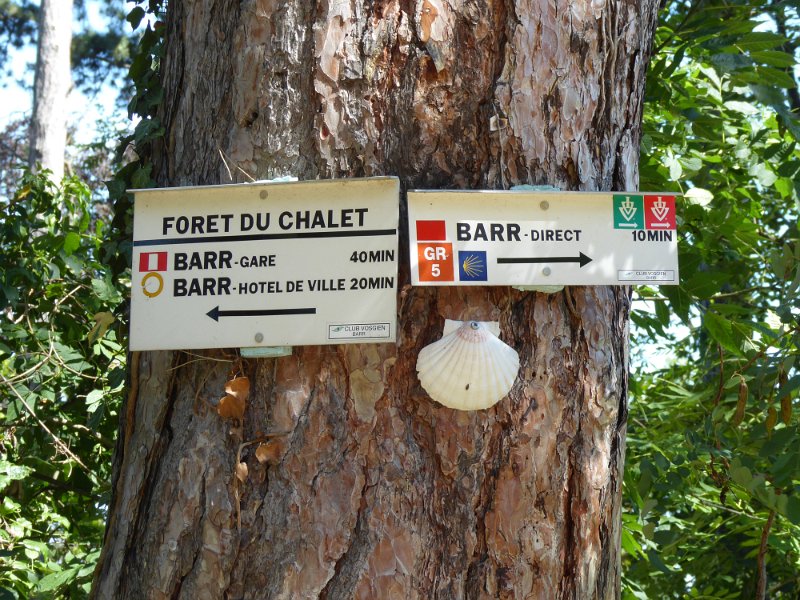 FORET DU CHALET
BARR-GARE 40MIN
BARR-HOTEL DE VILLE 20MIN
CLUB VOSGIEN
BARR
BARR-DIRECT 10MIN
GR
5
CLUB VOSGIEN